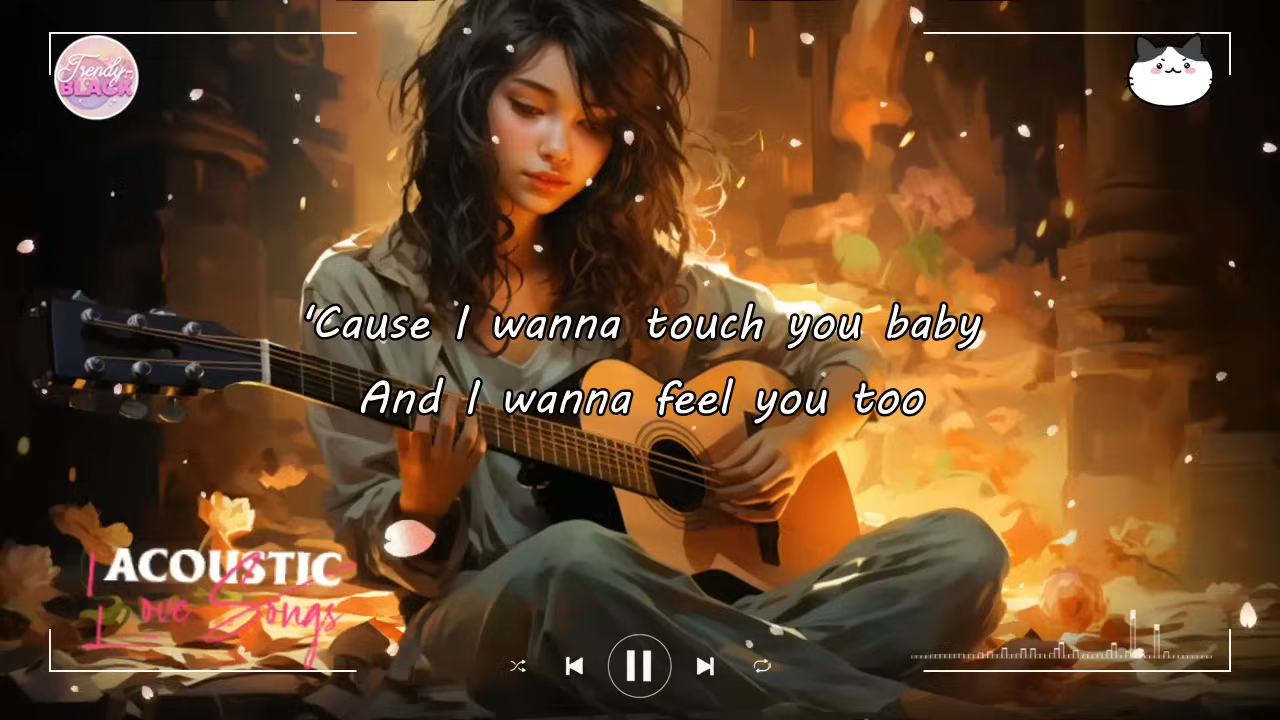 Trendy
BLACK
'Cause I wanna touch you baby
And I wanna feel you too
ACOUSTIC
Love Songs